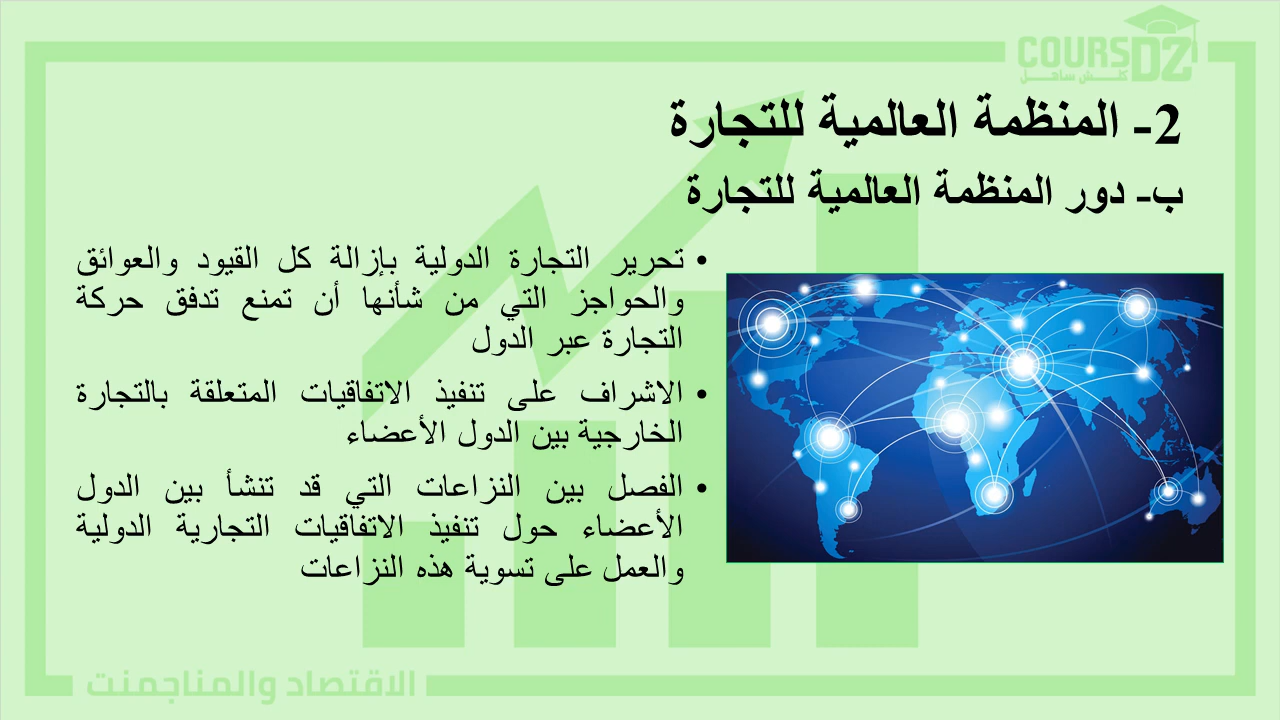 COURSDZ
كلش ساهل
2- المنظمة العالمية للتجارة
ب- دور المنظمة العالمية للتجارة
• تحرير التجارة الدولية بإزالة كل القيود والعوائق
والحواجز التي من شأنها أن تمنع تدفق حركة
التجارة عبر الدول
• الاشراف على تنفيذ الاتفاقيات المتعلقة بالتجارة
الخارجية بين الدول الأعضاء
• الفصل بين النزاعات التي قد تنشأ بين الدول
الأعضاء حول تنفيذ الاتفاقيات التجارية الدولية
والعمل على تسوية هذه النزاعات
الاقتصاد والمناجمنت